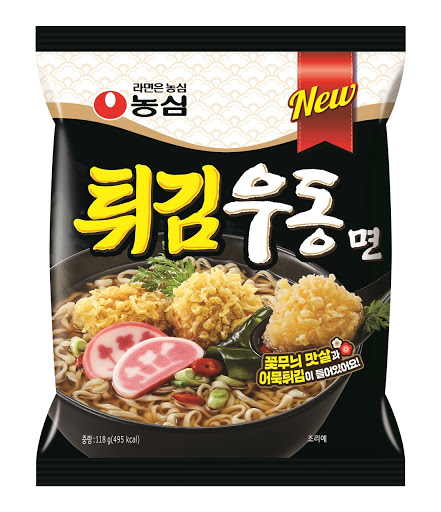 라면은 농심
농심
New
튀김우동면
꽃무늬 맛살과
어묵튀김이 들어있어요!
중량:118 g(495 kcal)
조리예